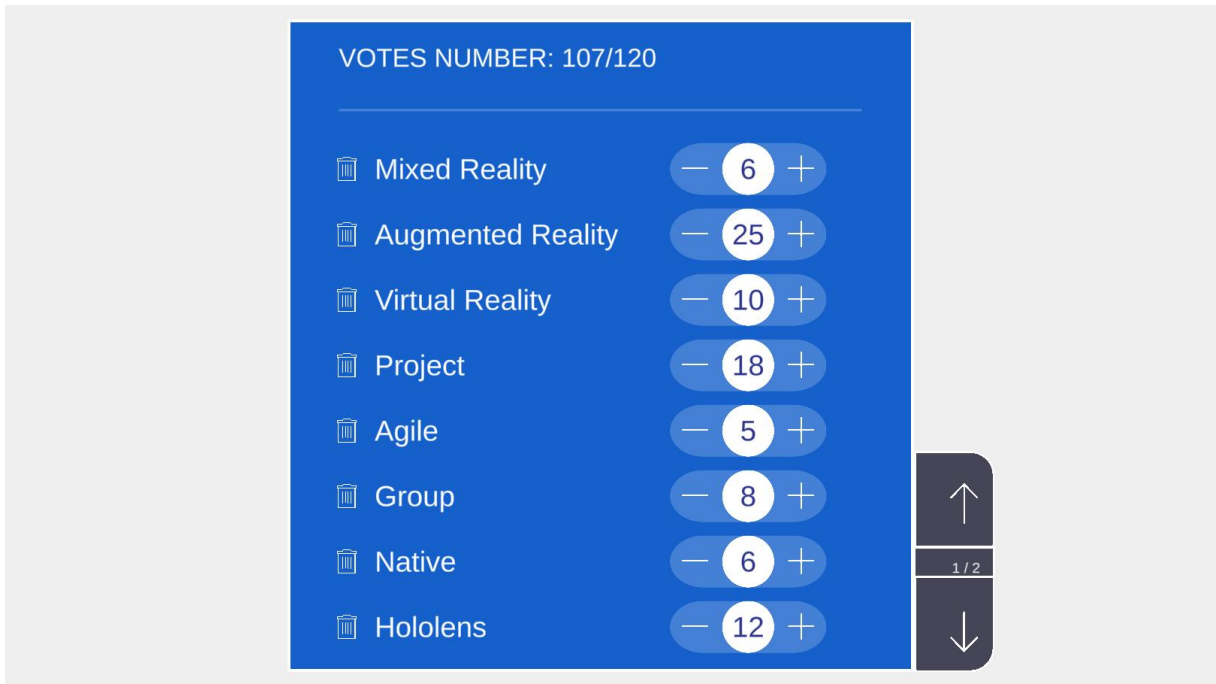 VOTES NUMBER: 107/120
Mixed Reality 6
Augmented Reality 25
Virtual Reality 10
Project 18
Agile 5
Group 8
Native 6
Hololens 12
1 / 2